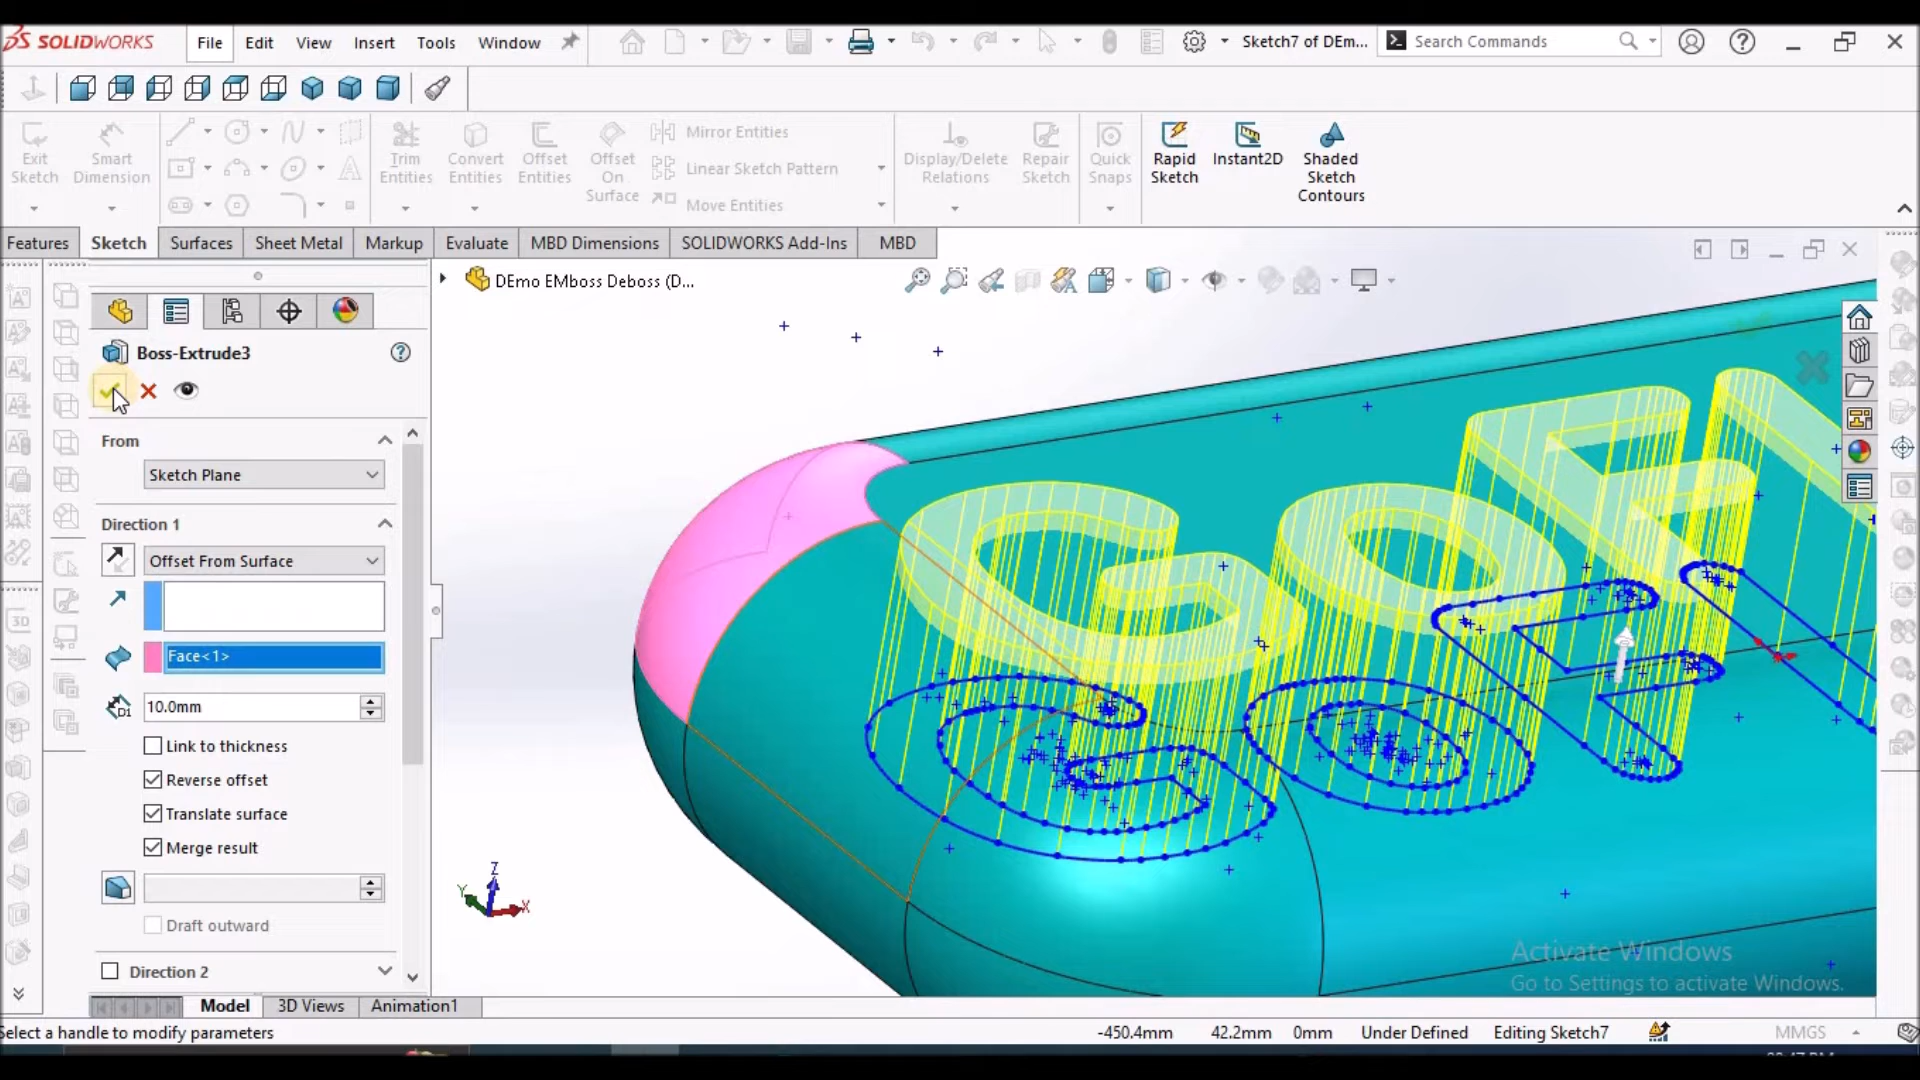 SOLIDWORKS File Edit View Insert Tools Window Sketch7 of DEm... Search Commands
Exit Sketch Smart Dimension Trim Entities Convert Entities Offset Entities Offset On Surface Mirror Entities Linear Sketch Pattern Move Entities Display/Delete Relations Repair Sketch Quick Snaps Rapid Sketch Instant2D Shaded Sketch Contours
Features Sketch Surfaces Sheet Metal Markup Evaluate MBD Dimensions SOLIDWORKS Add-Ins MBD
DEmo EMboss Deboss (D...
Boss-Extrude3
From
Sketch Plane
Direction 1
Offset From Surface
Face<1>
D1 10.0mm
Link to thickness
Reverse offset
Translate surface
Merge result
Draft outward
Direction 2
Z
Y
X
Activate Windows
Go to Settings to activate Windows.
Model 3D Views Animation1
Select a handle to modify parameters -450.4mm 42.2mm 0mm Under Defined Editing Sketch7 MMGS